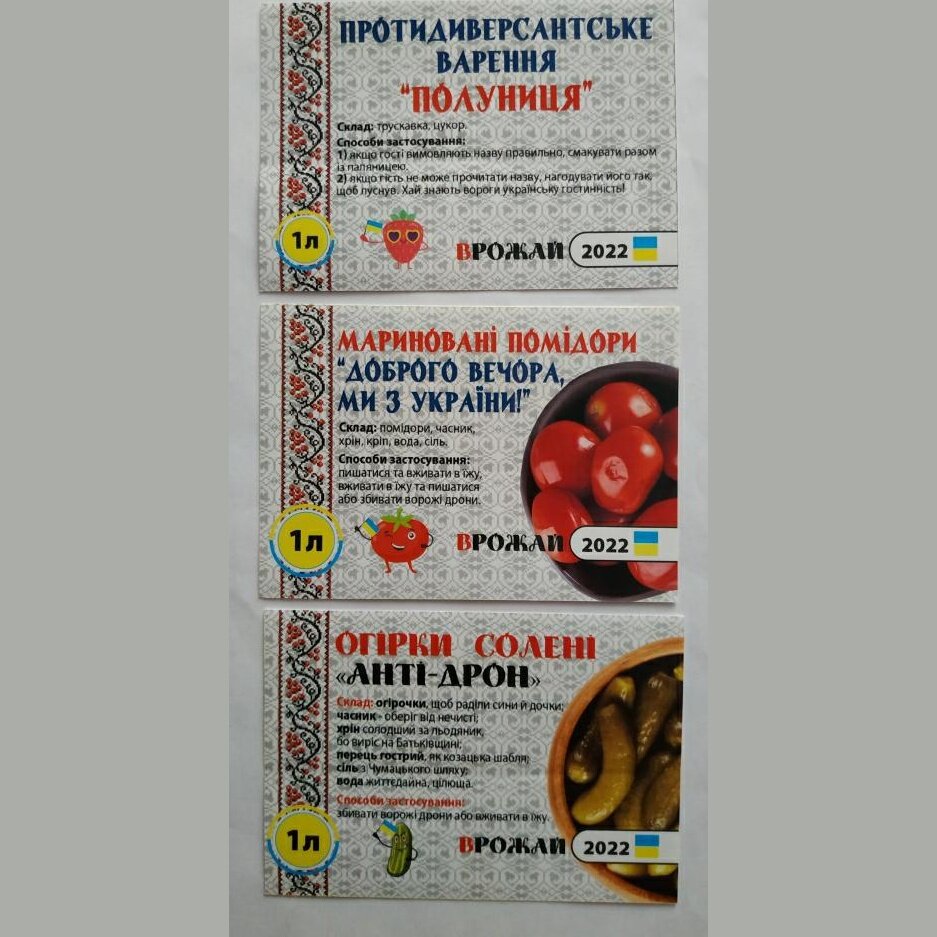 ПРОТИДИВЕРСАНТСЬКЕ
ВАРЕННЯ
"ПОЛУНИЦЯ"
Склад: трускавка, цукор.
Способи застосування:
1) якщо гості вимовляють назву правильно, смакувати разом
із паляницею.
2) якщо гість не може прочитати назву, нагодувати його так,
щоб луснув. Хай знають вороги українську гостинність!
1л
ВРОЖАЙ 2022
МАРИНОВАНІ ПОМІДОРИ
"ДОБРОГО ВЕЧОРА,
МИ З УКРАЇНИ!"
Склад: помідори, часник,
хрін, кріп, вода, сіль.
Способи застосування:
пишатися та вживати в їжу,
вживати в їжу та пишатися
або збивати ворожі дрони.
1л
ВРОЖАЙ 2022
ОГІРКИ СОЛЕНІ
«АНТІ-ДРОН»
Склад: огірочки, щоб раділи сини й дочки;
часник - оберіг від нечисті;
хрін солодший за льодяник,
бо виріс на Батьківщині;
перець гострий, як козацька шабля;
сіль з Чумацького шляху;
вода життєдайна, цілюща.
Способи застосування:
збивати ворожі дрони або вживати в їжу.
1л
ВРОЖАЙ 2022